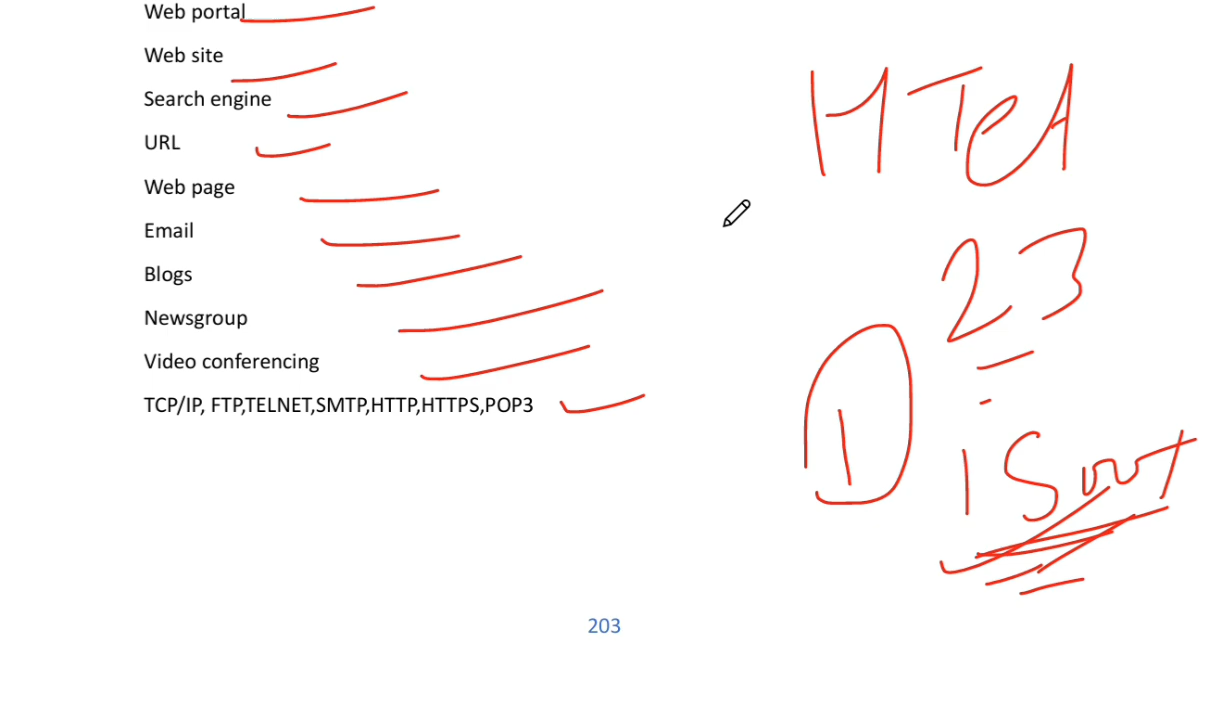 Web portal
Web site
Search engine
URL
Web page
Email
Blogs
Newsgroup
Video conferencing
TCP/IP, FTP,TELNET,SMTP,HTTP,HTTPS,POP3
23
203